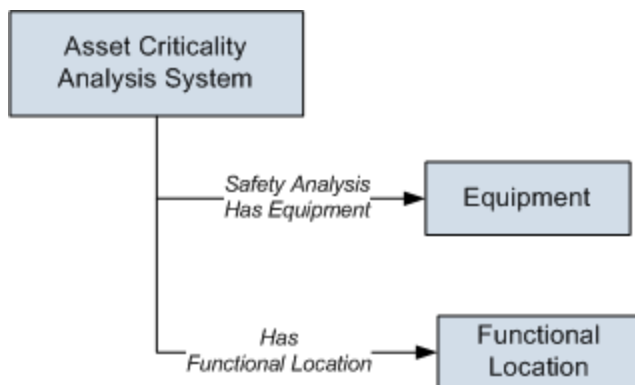 Asset Criticality
Analysis System
Safety Analysis
Has Equipment
Equipment
Has
Functional Location
Functional
Location